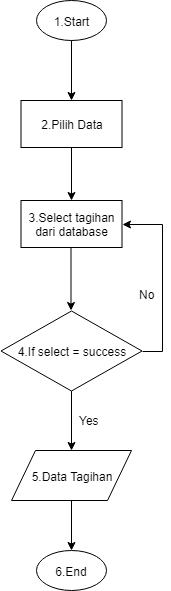 1.Start
2.Pilih Data
3.Select tagihan
dari database
No
4.If select = success
Yes
5.Data Tagihan
6.End